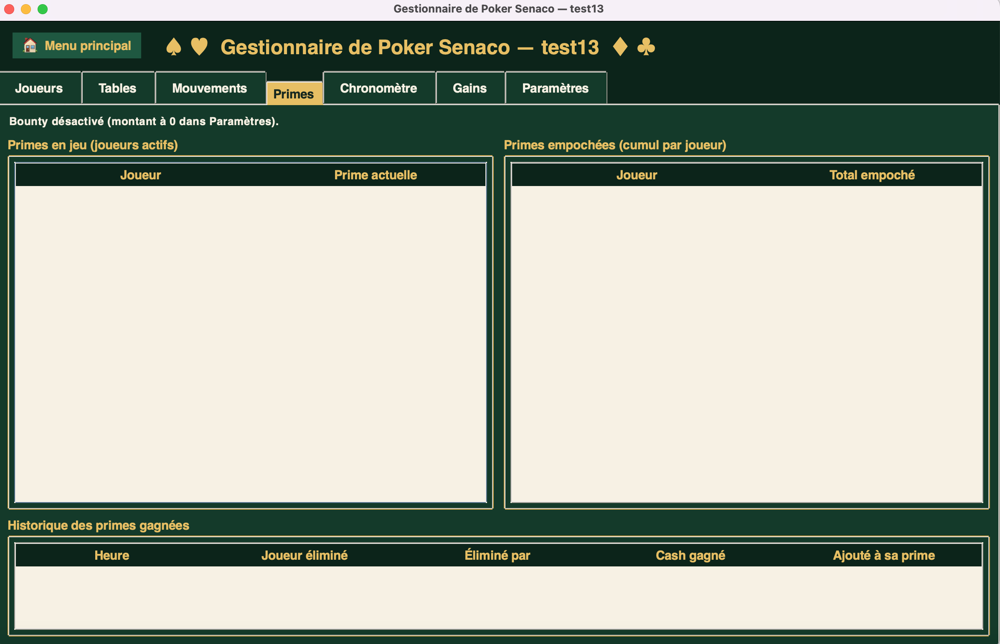 Gestionnaire de Poker Senaco — test13
🏠 Menu principal
♠ ♥ Gestionnaire de Poker Senaco — test13 ♦ ♣
Joueurs Tables Mouvements Primes Chronomètre Gains Paramètres
Bounty désactivé (montant à 0 dans Paramètres).
Primes en jeu (joueurs actifs)
Joueur Prime actuelle
Primes empochées (cumul par joueur)
Joueur Total empoché
Historique des primes gagnées
Heure Joueur éliminé Éliminé par Cash gagné Ajouté à sa prime